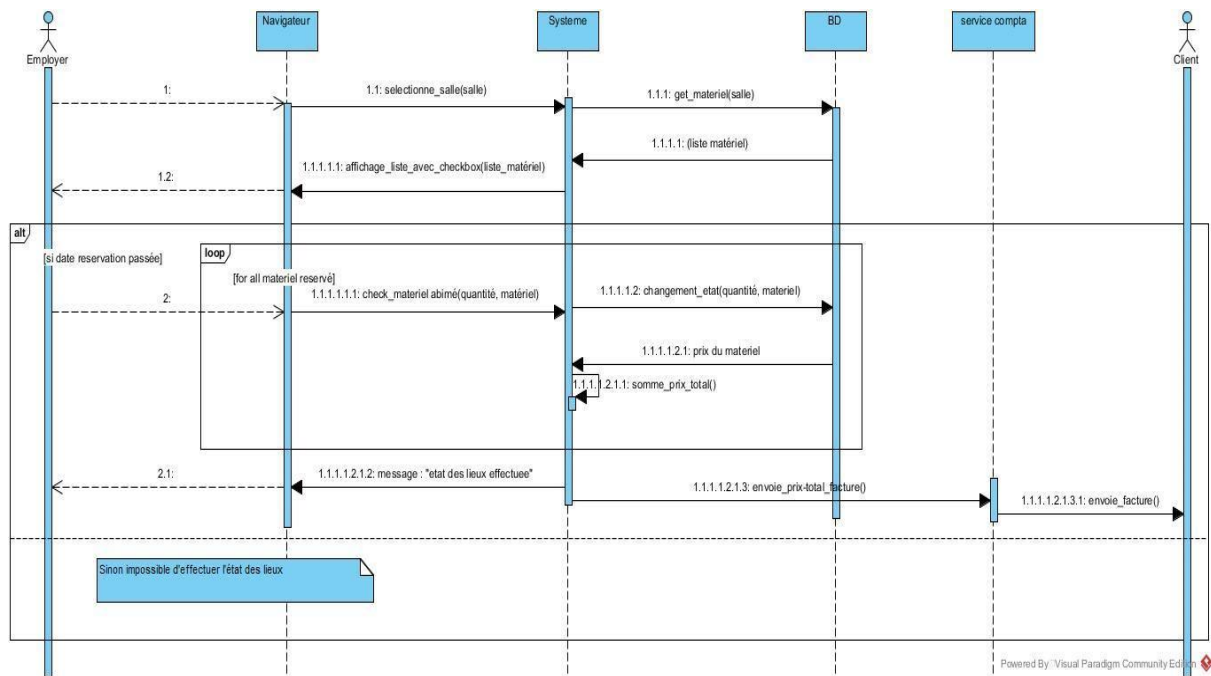 Navigateur
Systeme
BD
service compta
Employer
Client
1:
1.1: selectionne_salle(salle)
1.1.1: get_materiel(salle)
1.1.1.1: (liste matériel)
1.1.1.1.1: affichage_liste_avec_checkbox(liste_matériel)
1.2:
alt
[si date reservation passée]
loop
[for all materiel reservé]
2:
1.1.1.1.1.1: check_materiel abimé(quantité, matériel)
1.1.1.1.2: changement_etat(quantité, materiel)
1.1.1.1.2.1: prix du materiel
1.1.1.1.2.1.1: somme_prix_total()
2.1:
1.1.1.1.2.1.2: message : "etat des lieux effectuee"
1.1.1.1.2.1.3: envoie_prix-total_facture()
1.1.1.1.2.1.3.1: envoie_facture()
Sinon impossible d'effectuer l'état des lieux
Powered By Visual Paradigm Community Edition